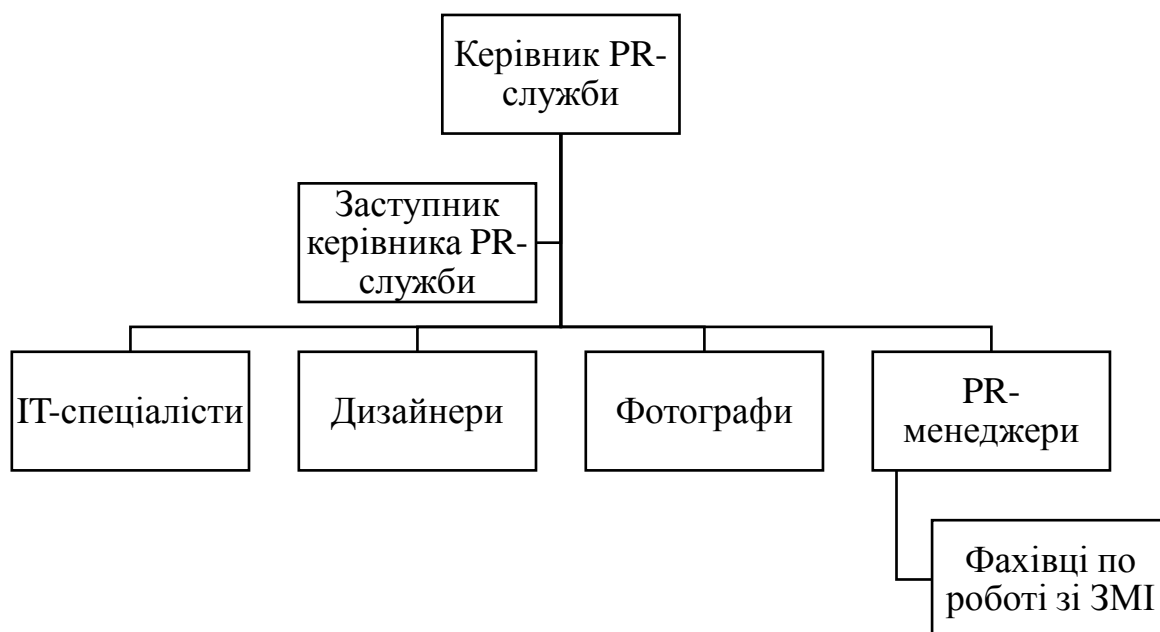 Керівник PR-
служби
Заступник
керівника PR-
служби
ІТ-спеціалісти
Дизайнери
Фотографи
PR-
менеджери
Фахівці по
роботі зі ЗМІ